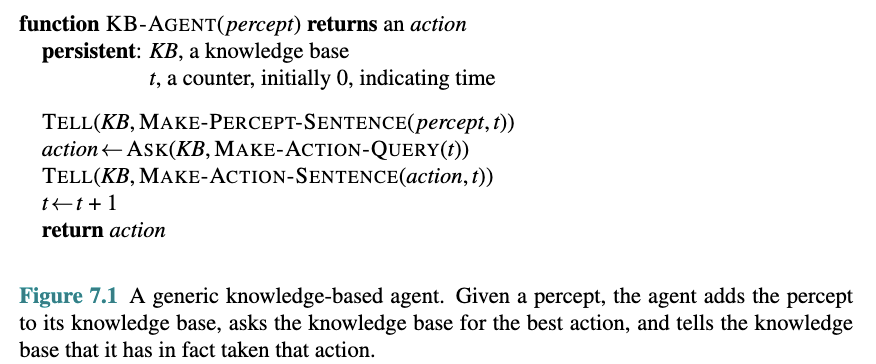 function KB-AGENT(percept) returns an action
persistent: KB, a knowledge base
t, a counter, initially 0, indicating time
TELL(KB, MAKE-PERCEPT-SENTENCE(percept, t))
action ← ASK(KB, MAKE-ACTION-QUERY(t))
TELL(KB, MAKE-ACTION-SENTENCE(action, t))
t ← t + 1
return action
Figure 7.1 A generic knowledge-based agent. Given a percept, the agent adds the percept
to its knowledge base, asks the knowledge base for the best action, and tells the knowledge
base that it has in fact taken that action.